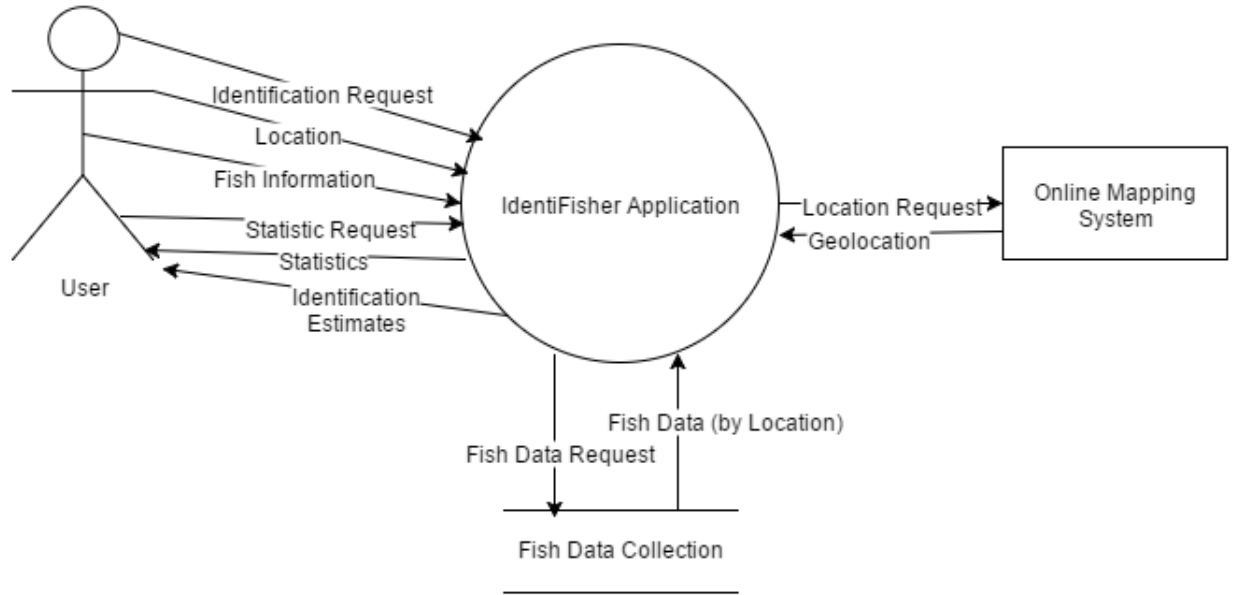 Identification Request
Location
Fish Information
Statistic Request
Statistics
Identification
Estimates
User
IdentiFisher Application
Location Request
Geolocation
Online Mapping
System
Fish Data (by Location)
Fish Data Request
Fish Data Collection